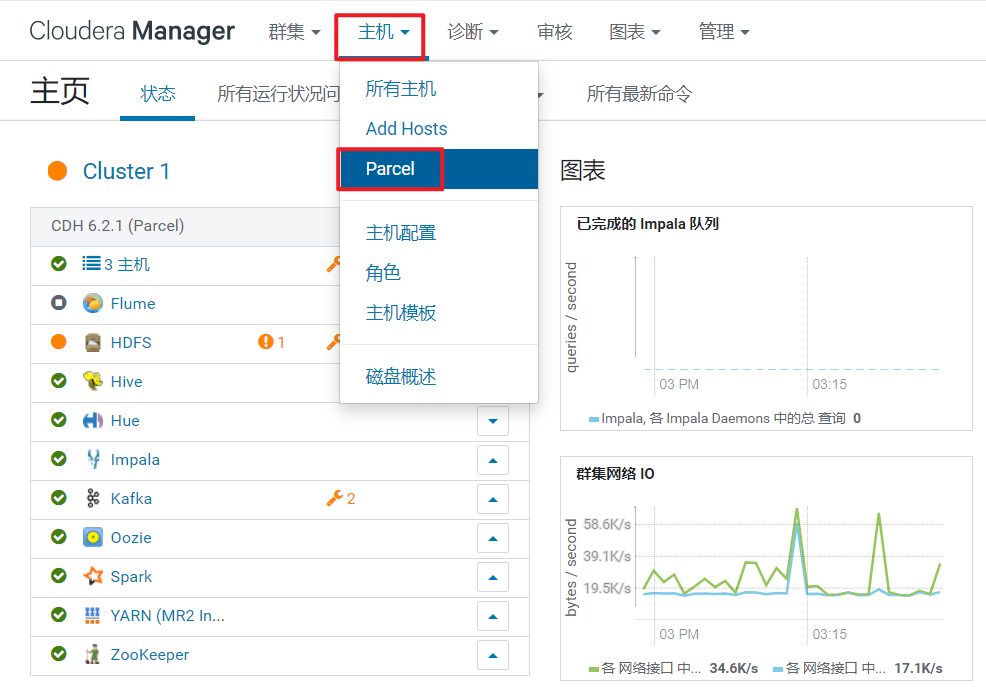 Cloudera Manager 群集 主机 诊断 审核 图表 管理
主页 状态 所有运行状况问 所有最新命令
所有主机
Add Hosts
Parcel
主机配置
角色
主机模板
磁盘概述
Cluster 1
CDH 6.2.1 (Parcel)
3 主机
Flume
HDFS 1
Hive
Hue
Impala
Kafka 2
Oozie
Spark
YARN (MR2 In...
ZooKeeper
图表
已完成的 Impala 队列
queries / second
03 PM 03:15
Impala, 各 Impala Daemons 中的总 查询 0
群集网络 IO
bytes / second
58.6K/s
39.1K/s
19.5K/s
03 PM 03:15
各 网络接口 中... 34.6K/s 各 网络接口 中... 17.1K/s